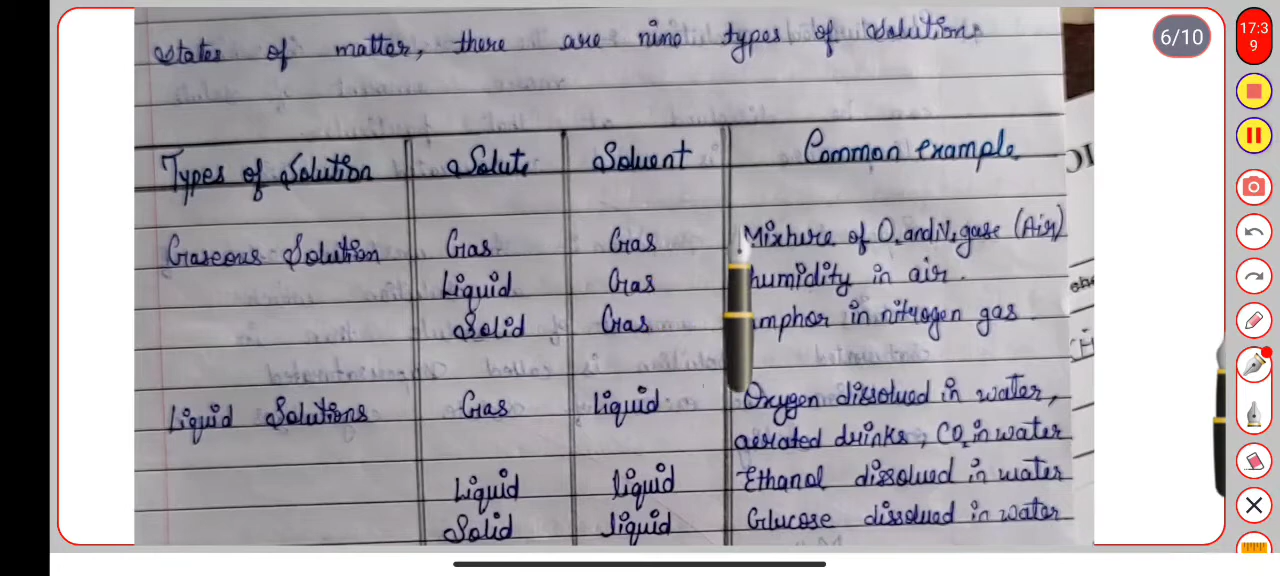 6/10
17:3
9
states of matter, there are nine types of solutions
Types of Solution Solute Solvent Common example
Gaseous Solution Gas Gas Mixture of O2 and N2 gase (Air)
Liquid Gas humidity in air.
Solid Gas mphor in nitrogen gas
Liquid Solutions Gas liquid Oxygen dissolved in water,
aerated drinks, CO2 in water
Liquid liquid Ethanol dissolved in water
Solid liquid Glucose dissolved in water